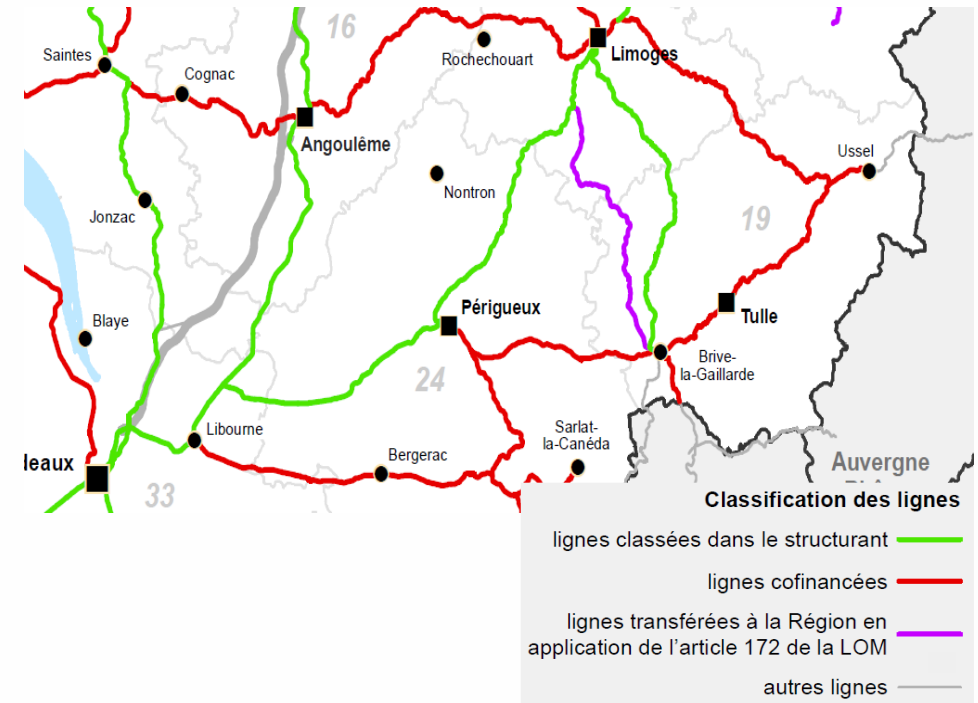 16
Saintes
Cognac
Rochechouart
Limoges
Angoulême
Ussel
Nontron
Jonzac
19
Périgueux
Tulle
Blaye
Brive-
la-Gaillarde
24
Libourne
Sarlat-
la-Canéda
Bergerac
deaux
33
Auvergne
Classification des lignes
lignes classées dans le structurant
lignes cofinancées
lignes transférées à la Région en
application de l'article 172 de la LOM
autres lignes